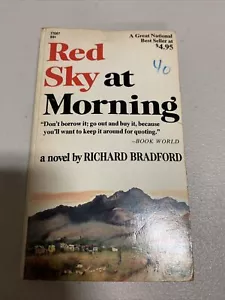 A Great National
Best Seller at
$4.95
Red
Sky at
Morning
40
"Don't borrow it; go out and buy it, because
you'll want to keep it around for quoting."
–BOOK WORLD
a novel by RICHARD BRADFORD